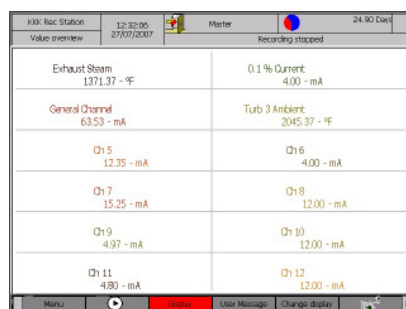 KKK Rec Station
Value overview
12:32:06
27/07/2007
Master
24.90 Days
Recording stopped
Exhaust Steam
1371.37 - °F
0.1 % Current
4.00 - mA
General Channel
63.53 - mA
Turb 3 Ambient
2045.37 - °F
Ch 5
12.35 - mA
Ch 6
4.00 - mA
Ch 7
15.25 - mA
Ch 8
12.00 - mA
Ch 9
4.97 - mA
Ch 10
12.00 - mA
Ch 11
4.80 - mA
Ch 12
12.00 - mA
Menu
Display
User Message
Change display